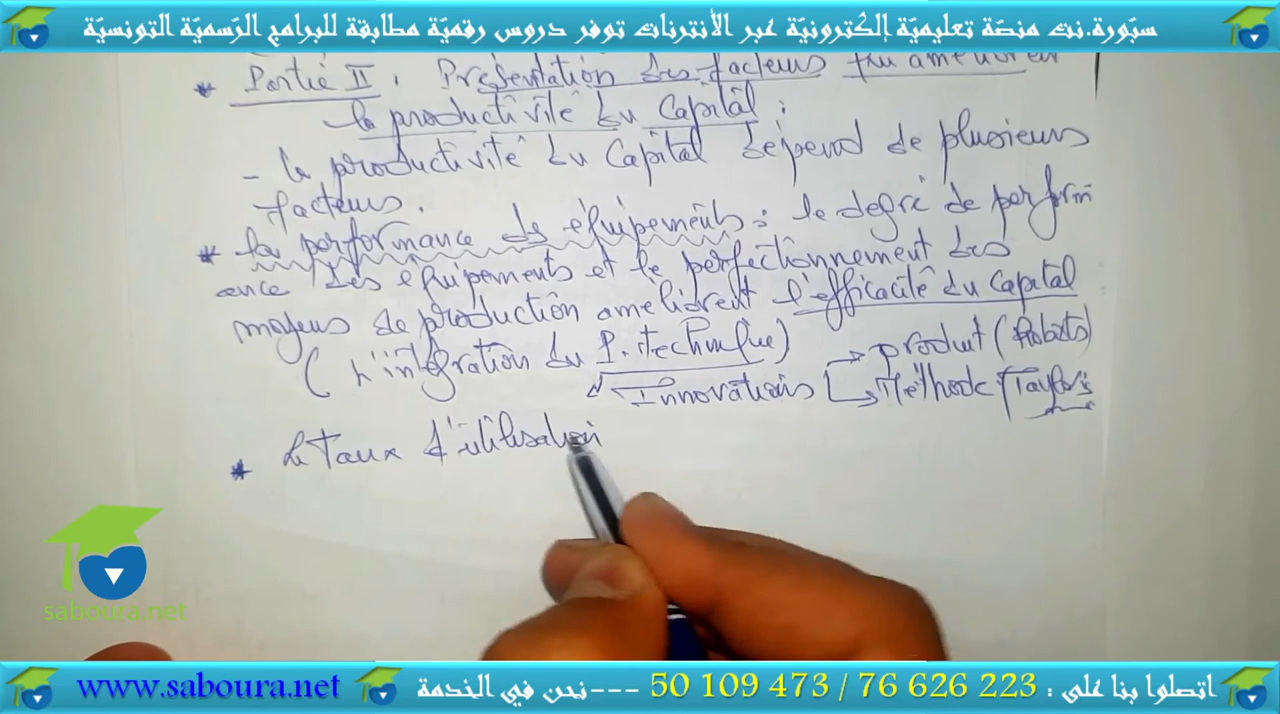 سبّورة.نت منصّة تعليميّة إلكترونيّة عبر الأنترنات توفر دروس رقميّة مطابقة للبرامج الرّسميّة التونسيّة
* Partie II. Présentation des facteurs qui améliorent
la productivité du Capital :
- la productivité du Capital dépend de plusieurs
facteurs.
* la performance des équipements : le degré de perform
ance des équipements et le perfectionnement des
moyens de production améliorent l'efficacité du Capital
( L'intégration du P. technique)
Innovations → produit (Robots)
→ Méthode (Taylor
* Le Taux d'utilisation
saboura.net
www.saboura.net
اتصلوا بنا على : 223 626 76 / 473 109 50 ---نحن في الخدمة